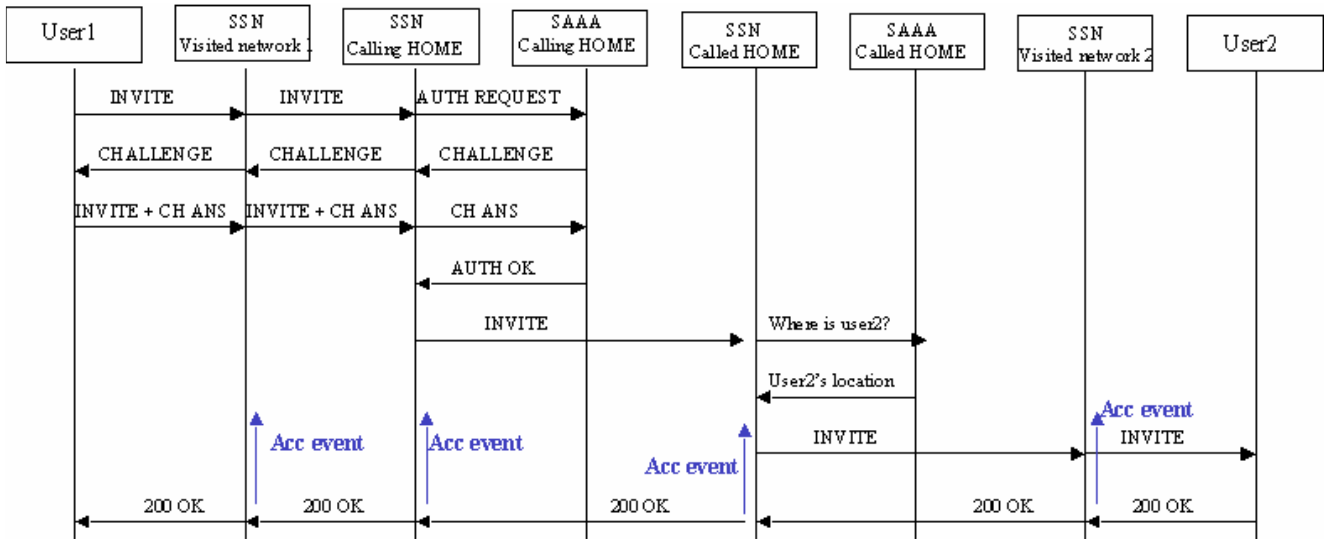 User1
SSN
Visited network 1
SSN
Calling HOME
SAAA
Calling HOME
SSN
Called HOME
SAAA
Called HOME
SSN
Visited network 2
User2
INVITE
INVITE
AUTH REQUEST
CHALLENGE
CHALLENGE
CHALLENGE
INVITE + CH ANS
INVITE + CH ANS
CH ANS
AUTH OK
INVITE
Where is user2?
User2's location
Acc event
Acc event
Acc event
Acc event
INVITE
INVITE
200 OK
200 OK
200 OK
200 OK
200 OK